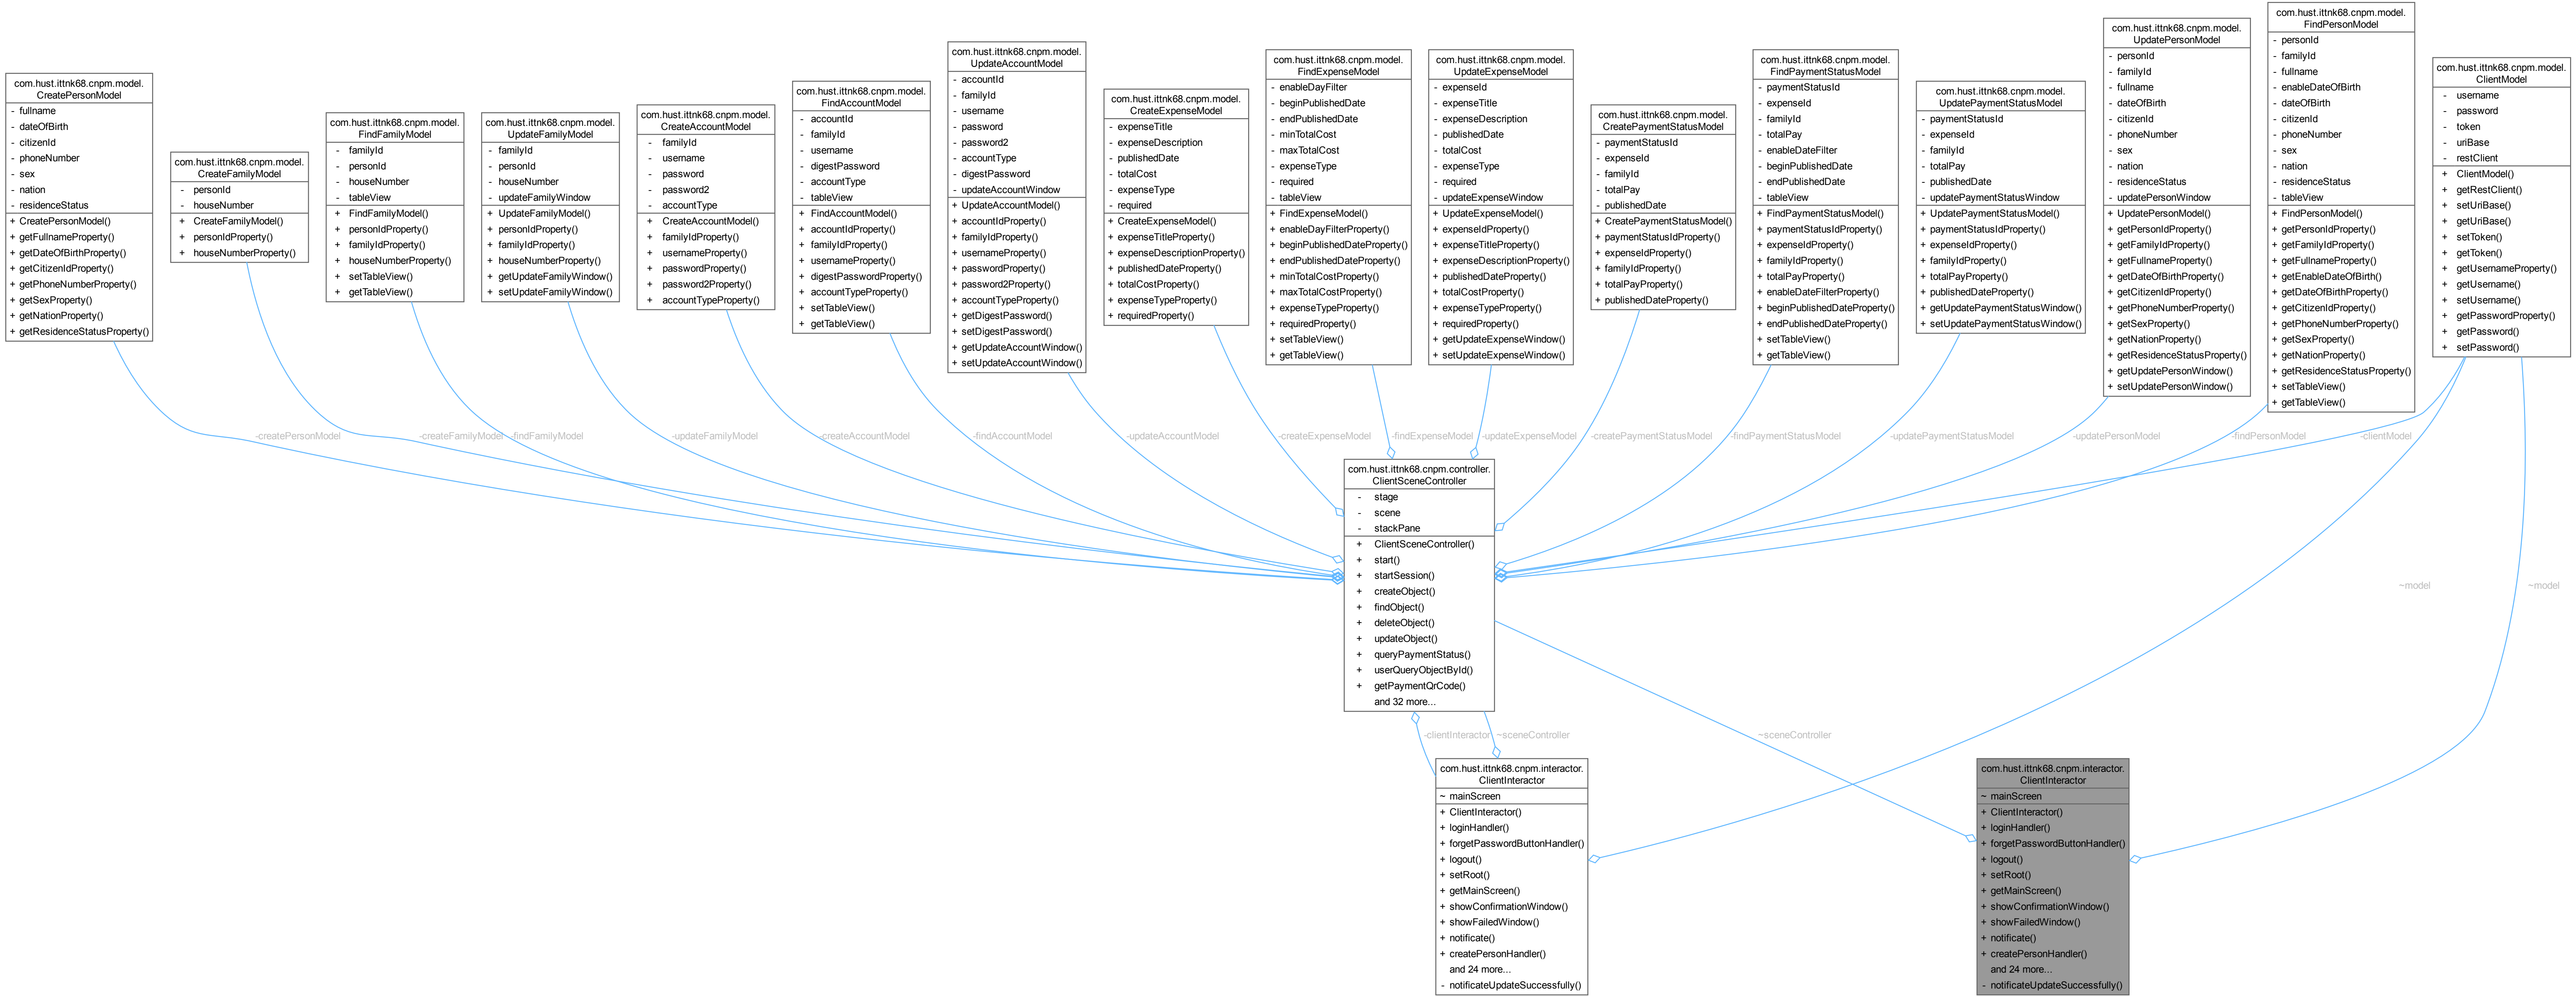 com.hust.ittnk68.cnpm.model.
CreatePersonModel
- fullname
- dateOfBirth
- citizenId
- phoneNumber
- sex
- nation
- residenceStatus
+ CreatePersonModel()
+ getFullnameProperty()
+ getDateOfBirthProperty()
+ getCitizenIdProperty()
+ getPhoneNumberProperty()
+ getSexProperty()
+ getNationProperty()
+ getResidenceStatusProperty()
com.hust.ittnk68.cnpm.model.
CreateFamilyModel
- personId
- houseNumber
+ CreateFamilyModel()
+ personIdProperty()
+ houseNumberProperty()
com.hust.ittnk68.cnpm.model.
FindFamilyModel
- familyId
- personId
- houseNumber
- tableView
+ FindFamilyModel()
+ personIdProperty()
+ familyIdProperty()
+ houseNumberProperty()
+ setTableView()
+ getTableView()
com.hust.ittnk68.cnpm.model.
UpdateFamilyModel
- familyId
- personId
- houseNumber
- updateFamilyWindow
+ UpdateFamilyModel()
+ personIdProperty()
+ familyIdProperty()
+ houseNumberProperty()
+ getUpdateFamilyWindow()
+ setUpdateFamilyWindow()
com.hust.ittnk68.cnpm.model.
CreateAccountModel
- familyId
- username
- password
- password2
- accountType
+ CreateAccountModel()
+ familyIdProperty()
+ usernameProperty()
+ passwordProperty()
+ password2Property()
+ accountTypeProperty()
com.hust.ittnk68.cnpm.model.
FindAccountModel
- accountId
- familyId
- username
- digestPassword
- accountType
- tableView
+ FindAccountModel()
+ accountIdProperty()
+ familyIdProperty()
+ usernameProperty()
+ digestPasswordProperty()
+ accountTypeProperty()
+ setTableView()
+ getTableView()
com.hust.ittnk68.cnpm.model.
UpdateAccountModel
- accountId
- familyId
- username
- password
- password2
- accountType
- digestPassword
- updateAccountWindow
+ UpdateAccountModel()
+ accountIdProperty()
+ familyIdProperty()
+ usernameProperty()
+ passwordProperty()
+ password2Property()
+ accountTypeProperty()
+ getDigestPassword()
+ setDigestPassword()
+ getUpdateAccountWindow()
+ setUpdateAccountWindow()
com.hust.ittnk68.cnpm.model.
CreateExpenseModel
- expenseTitle
- expenseDescription
- publishedDate
- totalCost
- expenseType
- required
+ CreateExpenseModel()
+ expenseTitleProperty()
+ expenseDescriptionProperty()
+ publishedDateProperty()
+ totalCostProperty()
+ expenseTypeProperty()
+ requiredProperty()
com.hust.ittnk68.cnpm.model.
FindExpenseModel
- enableDayFilter
- beginPublishedDate
- endPublishedDate
- minTotalCost
- maxTotalCost
- expenseType
- required
- tableView
+ FindExpenseModel()
+ enableDayFilterProperty()
+ beginPublishedDateProperty()
+ endPublishedDateProperty()
+ minTotalCostProperty()
+ maxTotalCostProperty()
+ expenseTypeProperty()
+ requiredProperty()
+ setTableView()
+ getTableView()
com.hust.ittnk68.cnpm.model.
UpdateExpenseModel
- expenseId
- expenseTitle
- expenseDescription
- publishedDate
- totalCost
- expenseType
- required
- updateExpenseWindow
+ UpdateExpenseModel()
+ expenseIdProperty()
+ expenseTitleProperty()
+ expenseDescriptionProperty()
+ publishedDateProperty()
+ totalCostProperty()
+ expenseTypeProperty()
+ requiredProperty()
+ getUpdateExpenseWindow()
+ setUpdateExpenseWindow()
com.hust.ittnk68.cnpm.model.
CreatePaymentStatusModel
- paymentStatusId
- expenseId
- familyId
- totalPay
- publishedDate
+ CreatePaymentStatusModel()
+ paymentStatusIdProperty()
+ expenseIdProperty()
+ familyIdProperty()
+ totalPayProperty()
+ publishedDateProperty()
com.hust.ittnk68.cnpm.model.
FindPaymentStatusModel
- paymentStatusId
- expenseId
- familyId
- totalPay
- enableDateFilter
- beginPublishedDate
- endPublishedDate
- tableView
+ FindPaymentStatusModel()
+ paymentStatusIdProperty()
+ expenseIdProperty()
+ familyIdProperty()
+ totalPayProperty()
+ enableDateFilterProperty()
+ beginPublishedDateProperty()
+ endPublishedDateProperty()
+ setTableView()
+ getTableView()
com.hust.ittnk68.cnpm.model.
UpdatePaymentStatusModel
- paymentStatusId
- expenseId
- familyId
- totalPay
- publishedDate
- updatePaymentStatusWindow
+ UpdatePaymentStatusModel()
+ paymentStatusIdProperty()
+ expenseIdProperty()
+ familyIdProperty()
+ totalPayProperty()
+ publishedDateProperty()
+ getUpdatePaymentStatusWindow()
+ setUpdatePaymentStatusWindow()
com.hust.ittnk68.cnpm.model.
UpdatePersonModel
- personId
- familyId
- fullname
- dateOfBirth
- citizenId
- phoneNumber
- sex
- nation
- residenceStatus
- updatePersonWindow
+ UpdatePersonModel()
+ getPersonIdProperty()
+ getFamilyIdProperty()
+ getFullnameProperty()
+ getDateOfBirthProperty()
+ getCitizenIdProperty()
+ getPhoneNumberProperty()
+ getSexProperty()
+ getNationProperty()
+ getResidenceStatusProperty()
+ getUpdatePersonWindow()
+ setUpdatePersonWindow()
com.hust.ittnk68.cnpm.model.
FindPersonModel
- personId
- familyId
- fullname
- enableDateOfBirth
- dateOfBirth
- citizenId
- phoneNumber
- sex
- nation
- residenceStatus
- tableView
+ FindPersonModel()
+ getPersonIdProperty()
+ getFamilyIdProperty()
+ getFullnameProperty()
+ getEnableDateOfBirth()
+ getDateOfBirthProperty()
+ getCitizenIdProperty()
+ getPhoneNumberProperty()
+ getSexProperty()
+ getNationProperty()
+ getResidenceStatusProperty()
+ setTableView()
+ getTableView()
com.hust.ittnk68.cnpm.model.
ClientModel
- username
- password
- token
- uriBase
- restClient
+ ClientModel()
+ getRestClient()
+ setUriBase()
+ getUriBase()
+ setToken()
+ getToken()
+ getUsernameProperty()
+ getUsername()
+ setUsername()
+ getPasswordProperty()
+ getPassword()
+ setPassword()
-createPersonModel
-createFamilyModel
-findFamilyModel
-updateFamilyModel
-createAccountModel
-findAccountModel
-updateAccountModel
-createExpenseModel
-findExpenseModel
-updateExpenseModel
-createPaymentStatusModel
-findPaymentStatusModel
-updatePaymentStatusModel
-updatePersonModel
-findPersonModel
-clientModel
com.hust.ittnk68.cnpm.controller.
ClientSceneController
- stage
- scene
- stackPane
+ ClientSceneController()
+ start()
+ startSession()
+ createObject()
+ findObject()
+ deleteObject()
+ updateObject()
+ queryPaymentStatus()
+ userQueryObjectById()
+ getPaymentQrCode()
and 32 more...
~model
~model
-clientInteractor
~sceneController
~sceneController
com.hust.ittnk68.cnpm.interactor.
ClientInteractor
~ mainScreen
+ ClientInteractor()
+ loginHandler()
+ forgetPasswordButtonHandler()
+ logout()
+ setRoot()
+ getMainScreen()
+ showConfirmationWindow()
+ showFailedWindow()
+ notificate()
+ createPersonHandler()
and 24 more...
- notificateUpdateSuccessfully()
com.hust.ittnk68.cnpm.interactor.
ClientInteractor
~ mainScreen
+ ClientInteractor()
+ loginHandler()
+ forgetPasswordButtonHandler()
+ logout()
+ setRoot()
+ getMainScreen()
+ showConfirmationWindow()
+ showFailedWindow()
+ notificate()
+ createPersonHandler()
and 24 more...
- notificateUpdateSuccessfully()